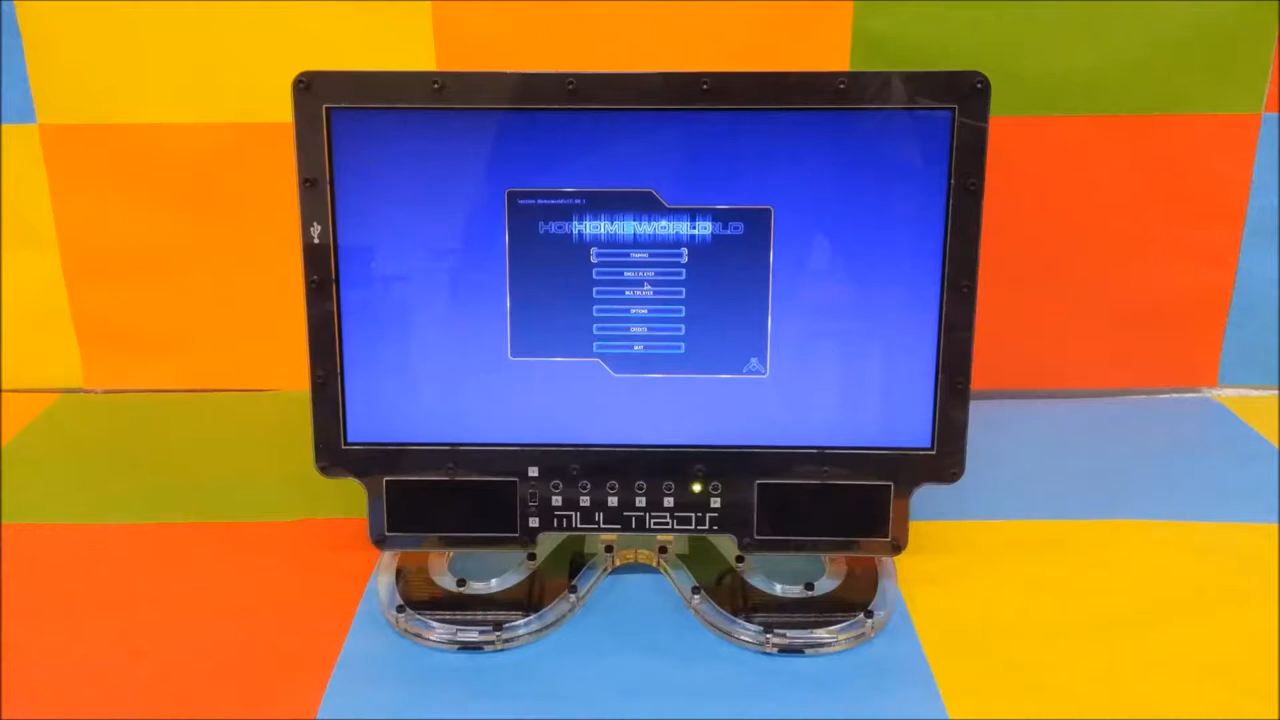 HOMEWORLD
TRAINING
SINGLE PLAYER
MULTIPLAYER
OPTIONS
CREDITS
QUIT
A M L R S P
MULTIBOX